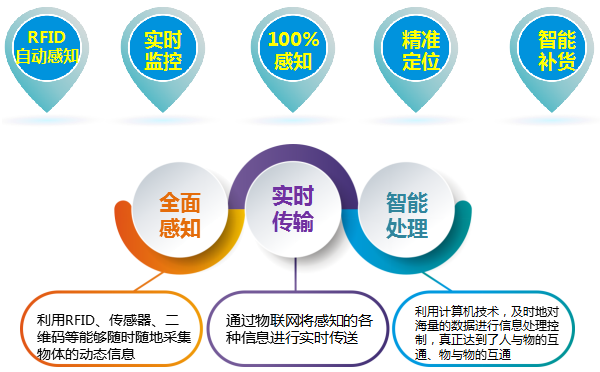 RFID
自动感知
实时
监控
100%
感知
精准
定位
智能
补货
全面
感知
实时
传输
智能
处理
利用RFID、传感器、二
维码等能够随时随地采集
物体的动态信息
通过物联网将感知的各
种信息进行实时传送
利用计算机技术，及时地对
海量的数据进行信息处理控
制，真正达到了人与物的互
通、物与物的互通